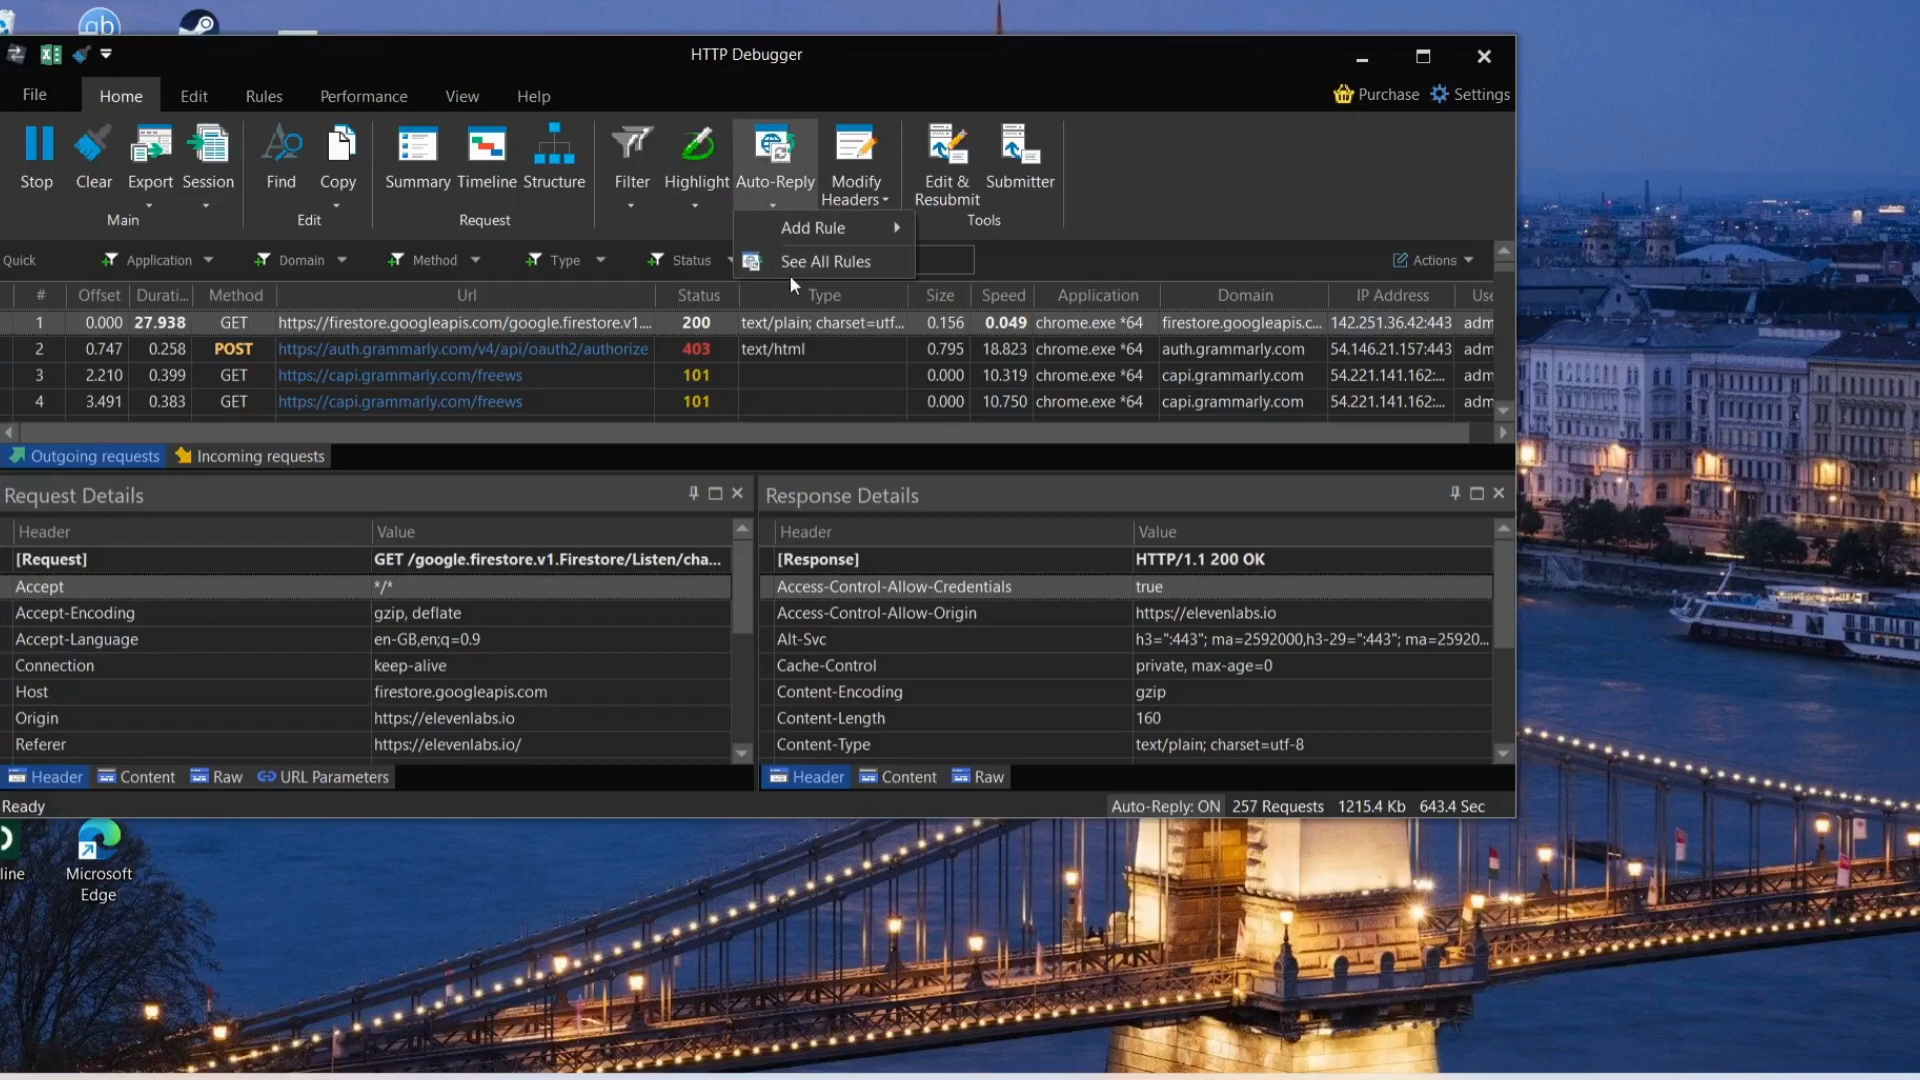 gb
HTTP Debugger
File Home Edit Rules Performance View Help Purchase Settings
Stop Clear Export Session Find Copy Summary Timeline Structure Filter Highlight Auto-Reply Modify Headers Edit & Resubmit Submitter
Main Edit Request Tools
Add Rule
See All Rules
Quick Application Domain Method Type Status Actions
# Offset Durati... Method Url Status Type Size Speed Application Domain IP Address Use
1 0.000 27.938 GET https://firestore.googleapis.com/google.firestore.v1.... 200 text/plain; charset=utf... 0.156 0.049 chrome.exe *64 firestore.googleapis.c... 142.251.36.42:443 adm
2 0.747 0.258 POST https://auth.grammarly.com/v4/api/oauth2/authorize 403 text/html 0.795 18.823 chrome.exe *64 auth.grammarly.com 54.146.21.157:443 adm
3 2.210 0.399 GET https://capi.grammarly.com/freews 101 0.000 10.319 chrome.exe *64 capi.grammarly.com 54.221.141.162:... adm
4 3.491 0.383 GET https://capi.grammarly.com/freews 101 0.000 10.750 chrome.exe *64 capi.grammarly.com 54.221.141.162:... adm
Outgoing requests Incoming requests
Request Details
Header Value
[Request] GET /google.firestore.v1.Firestore/Listen/cha...
Accept */*
Accept-Encoding gzip, deflate
Accept-Language en-GB,en;q=0.9
Connection keep-alive
Host firestore.googleapis.com
Origin https://elevenlabs.io
Referer https://elevenlabs.io/
Header Content Raw URL Parameters
Response Details
Header Value
[Response] HTTP/1.1 200 OK
Access-Control-Allow-Credentials true
Access-Control-Allow-Origin https://elevenlabs.io
Alt-Svc h3=":443"; ma=2592000,h3-29=":443"; ma=25920...
Cache-Control private, max-age=0
Content-Encoding gzip
Content-Length 160
Content-Type text/plain; charset=utf-8
Header Content Raw
Ready Auto-Reply: ON 257 Requests 1215.4 Kb 643.4 Sec
line
Microsoft
Edge